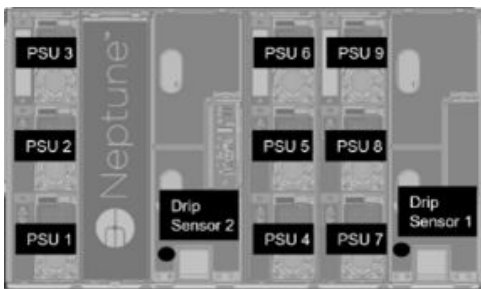 PSU 3
PSU 6
PSU 9
Neptune
PSU 2
PSU 5
PSU 8
Drip
Sensor 2
Drip
Sensor 1
PSU 1
PSU 4
PSU 7